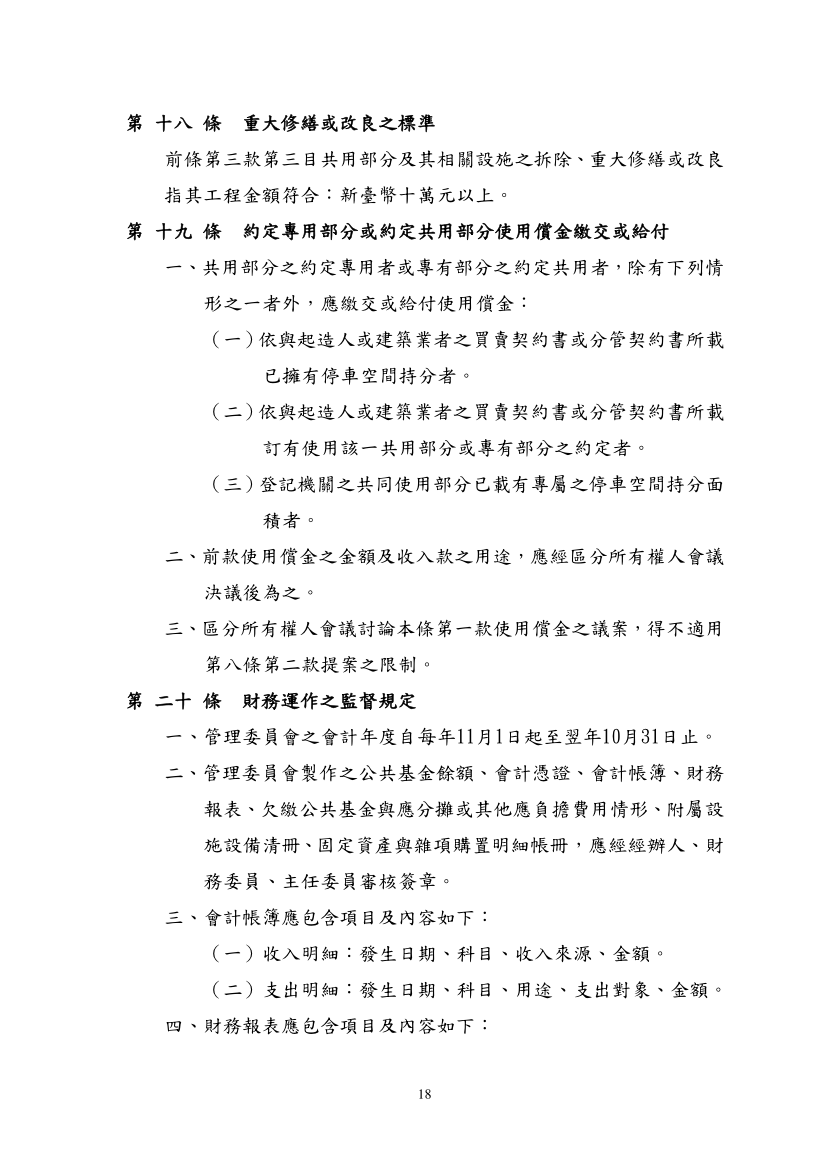 第 十八 條　重大修繕或改良之標準
前條第三款第三目共用部分及其相關設施之拆除、重大修繕或改良
指其工程金額符合：新臺幣十萬元以上。
第 十九 條　約定專用部分或約定共用部分使用償金繳交或給付
一、共用部分之約定專用者或專有部分之約定共用者，除有下列情
形之一者外，應繳交或給付使用償金：
（一）依與起造人或建築業者之買賣契約書或分管契約書所載
已擁有停車空間持分者。
（二）依與起造人或建築業者之買賣契約書或分管契約書所載
訂有使用該一共用部分或專有部分之約定者。
（三）登記機關之共同使用部分已載有專屬之停車空間持分面
積者。
二、前款使用償金之金額及收入款之用途，應經區分所有權人會議
決議後為之。
三、區分所有權人會議討論本條第一款使用償金之議案，得不適用
第八條第二款提案之限制。
第 二十 條　財務運作之監督規定
一、管理委員會之會計年度自每年11月1日起至翌年10月31日止。
二、管理委員會製作之公共基金餘額、會計憑證、會計帳簿、財務
報表、欠繳公共基金與應分攤或其他應負擔費用情形、附屬設
施設備清冊、固定資產與雜項購置明細帳冊，應經經辦人、財
務委員、主任委員審核簽章。
三、會計帳簿應包含項目及內容如下：
（一）收入明細：發生日期、科目、收入來源、金額。
（二）支出明細：發生日期、科目、用途、支出對象、金額。
四、財務報表應包含項目及內容如下：
18